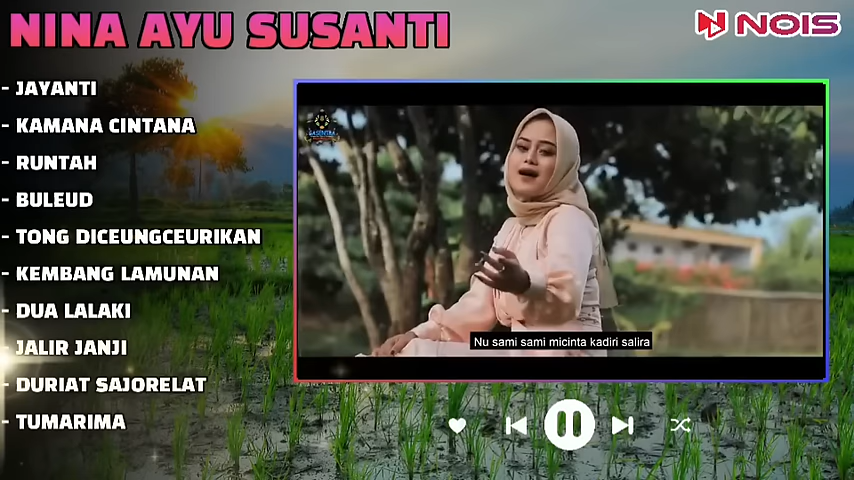 NINA AYU SUSANTI
NOIS
- JAYANTI
- KAMANA CINTANA
- RUNTAH
- BULEUD
- TONG DICEUNGCEURIKAN
- KEMBANG LAMUNAN
- DUA LALAKI
- JALIR JANJI
- DURIAT SAJORELAT
- TUMARIMA
Nu sami sami micinta kadiri salira